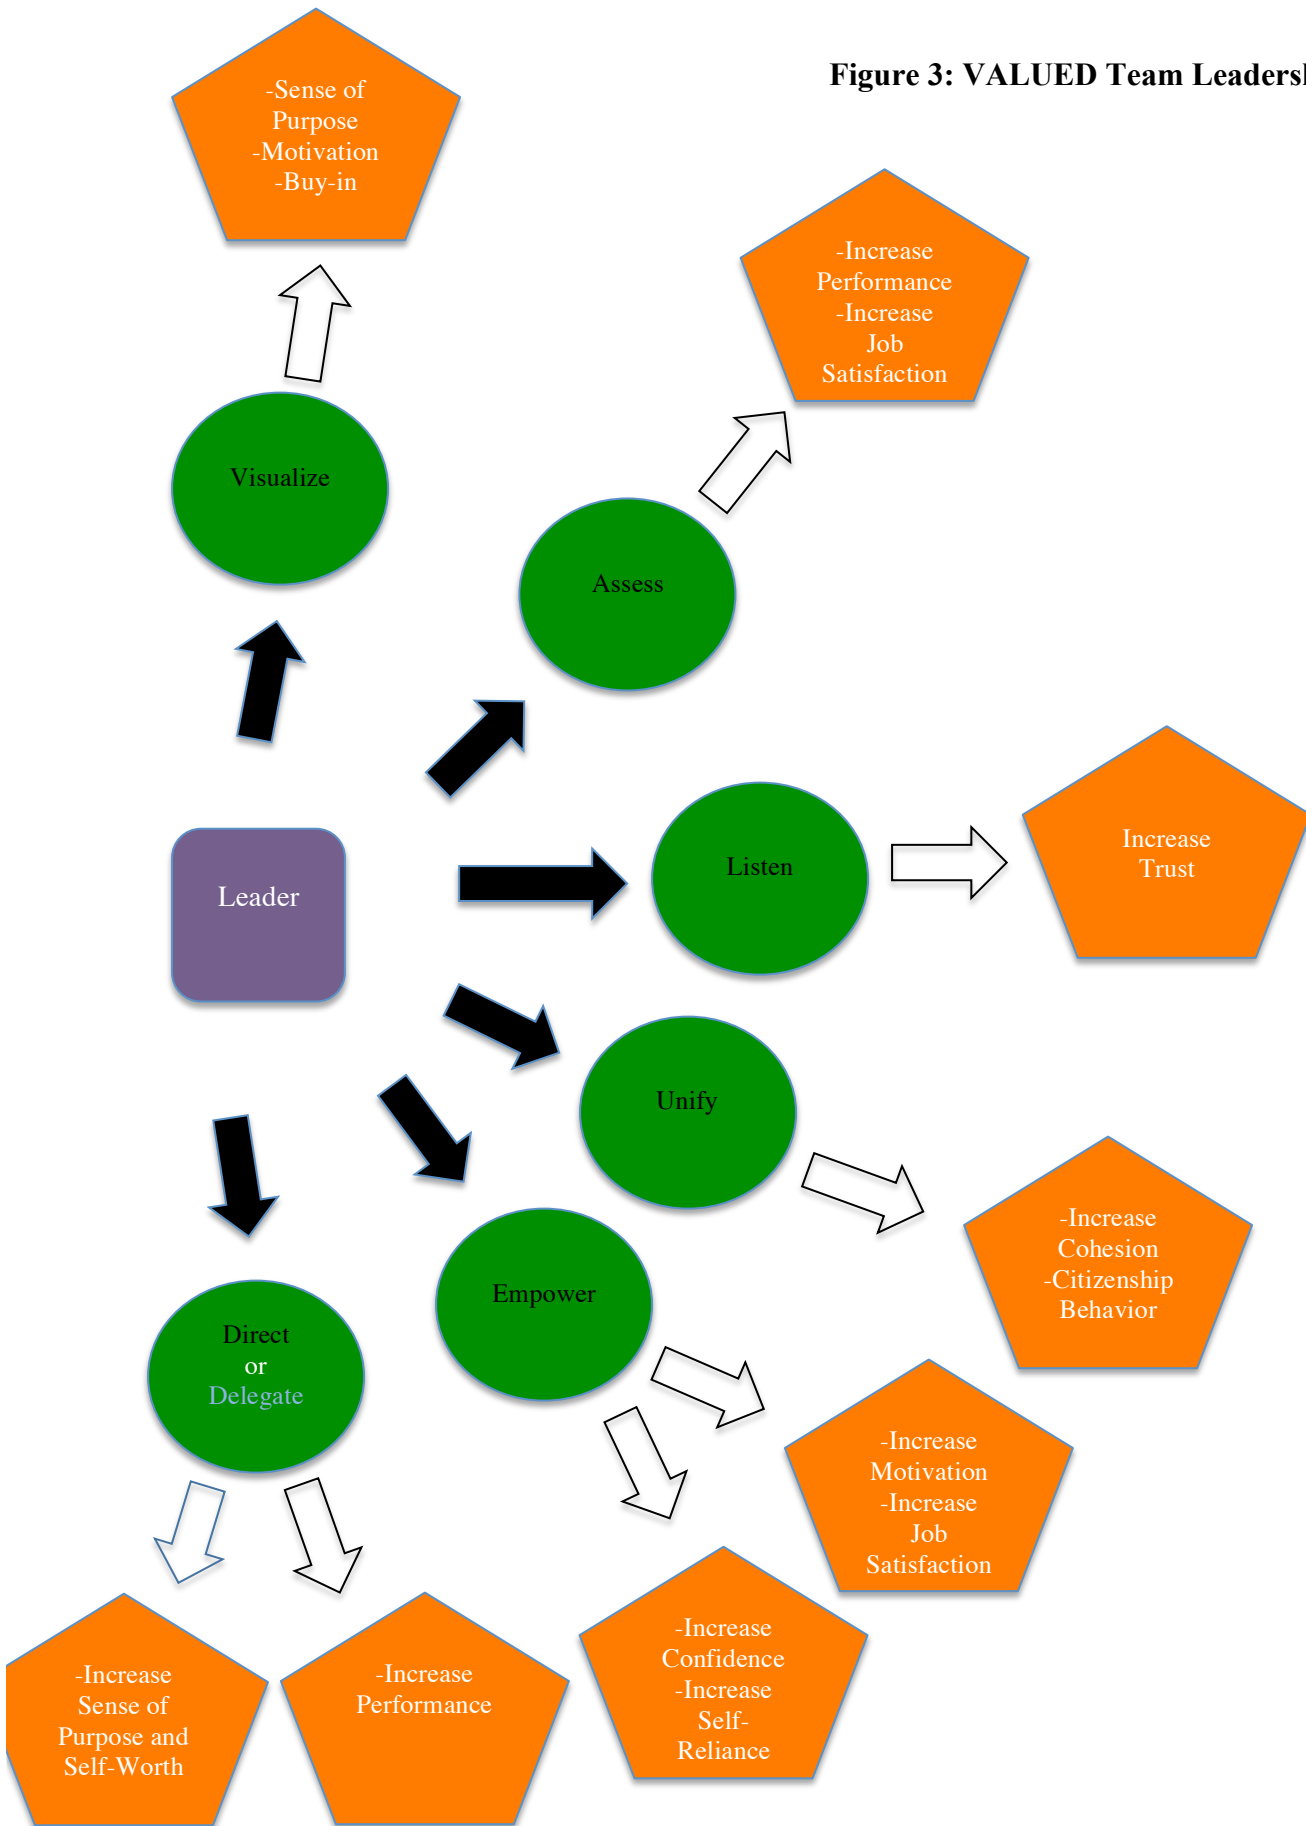 Figure 3: VALUED Team Leadersh
-Sense of
Purpose
-Motivation
-Buy-in
-Increase
Performance
-Increase
Job
Satisfaction
Visualize
Assess
Listen
Increase
Trust
Leader
Unify
-Increase
Cohesion
-Citizenship
Behavior
Empower
Direct
or
Delegate
-Increase
Motivation
-Increase
Job
Satisfaction
-Increase
Confidence
-Increase
Self-
Reliance
-Increase
Performance
-Increase
Sense of
Purpose and
Self-Worth